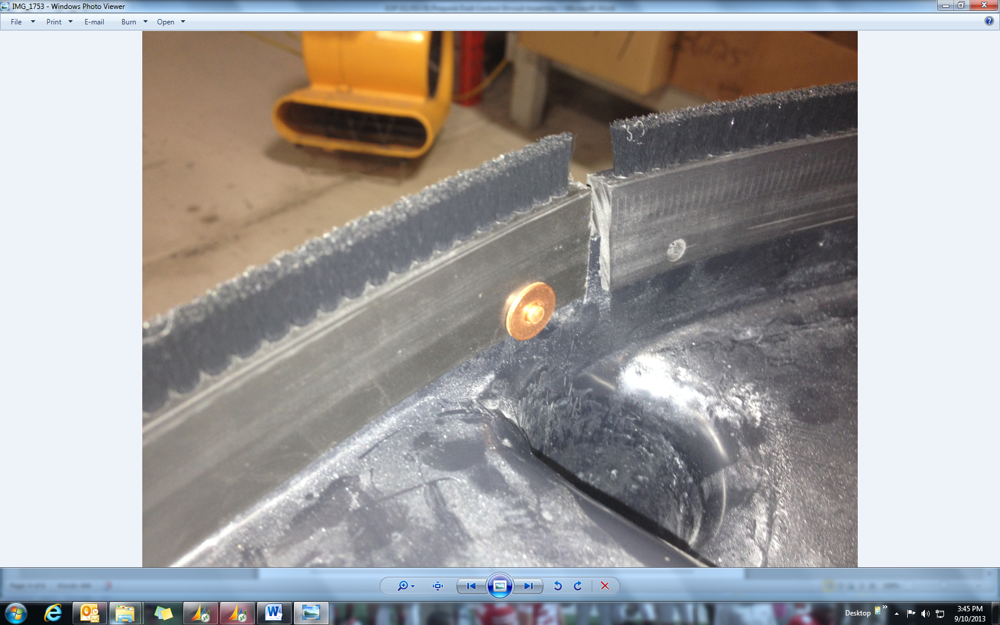 IMG_1753 - Windows Photo Viewer
File Print E-mail Burn Open
Desktop
3:45 PM
9/10/2013